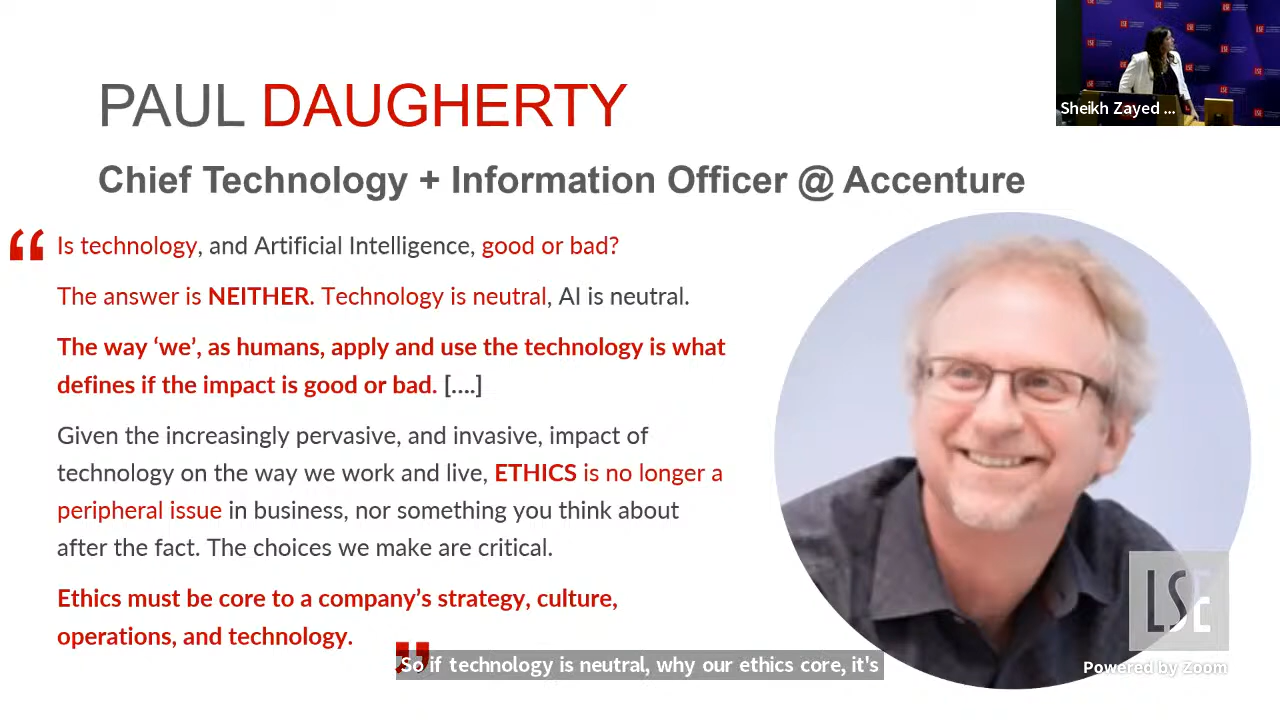 PAUL DAUGHERTY
Chief Technology + Information Officer @ Accenture
“ Is technology, and Artificial Intelligence, good or bad?
The answer is NEITHER. Technology is neutral, AI is neutral.
The way ‘we’, as humans, apply and use the technology is what
defines if the impact is good or bad. [....]
Given the increasingly pervasive, and invasive, impact of
technology on the way we work and live, ETHICS is no longer a
peripheral issue in business, nor something you think about
after the fact. The choices we make are critical.
Ethics must be core to a company’s strategy, culture,
operations, and technology. ”
So if technology is neutral, why our ethics core, it's
Sheikh Zayed ...
LSE
Powered by Zoom